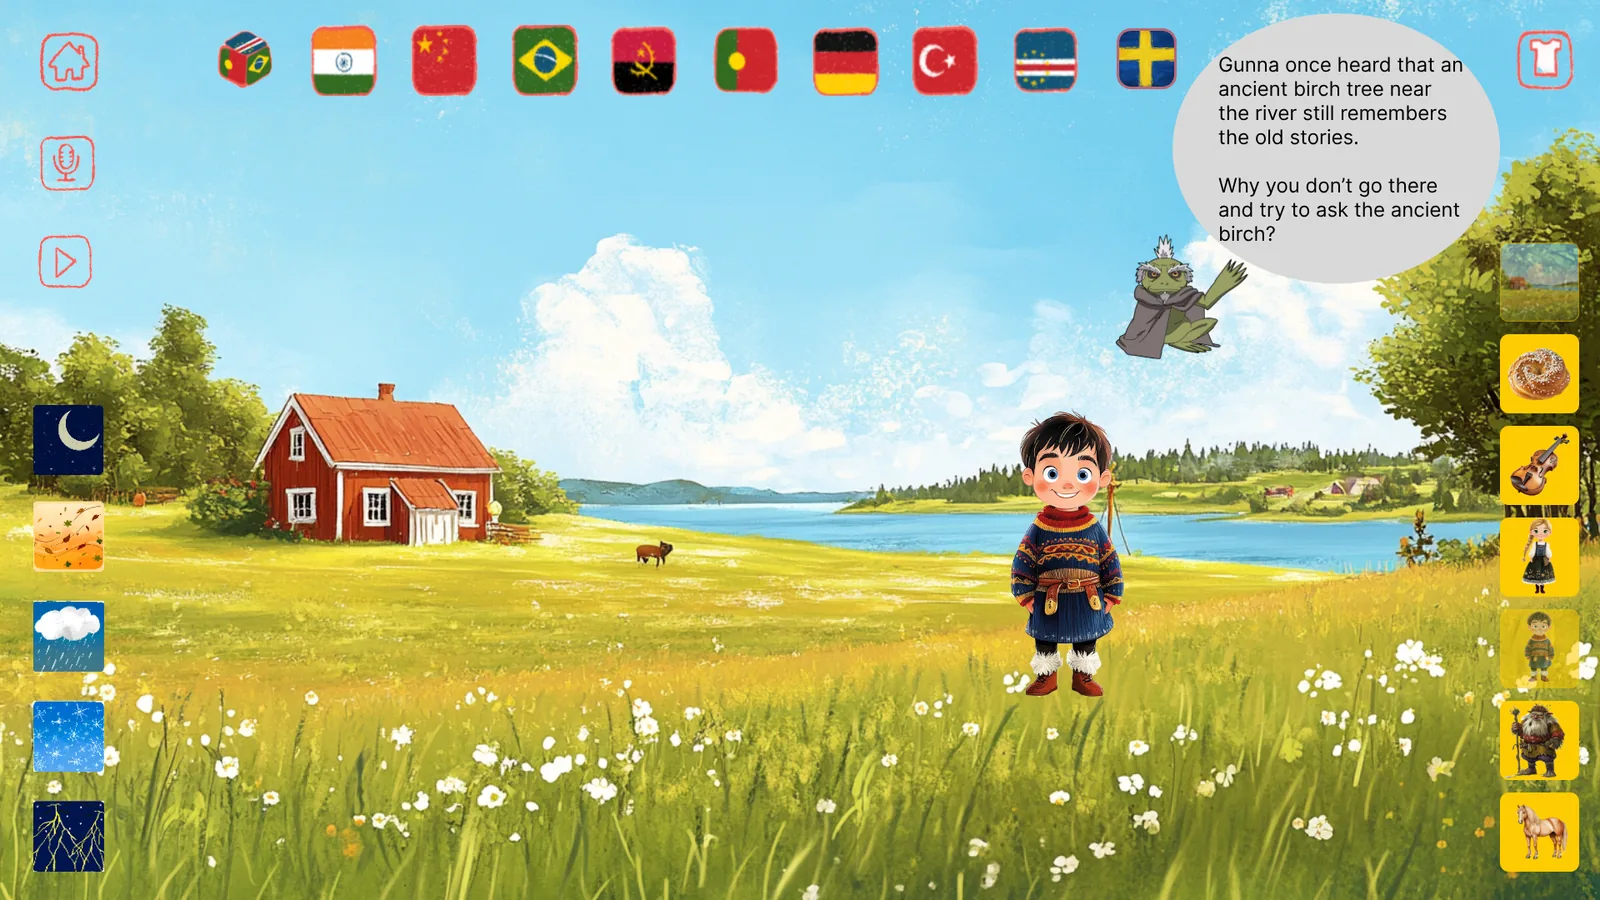 Gunna once heard that an
ancient birch tree near
the river still remembers
the old stories.
Why you don’t go there
and try to ask the ancient
birch?